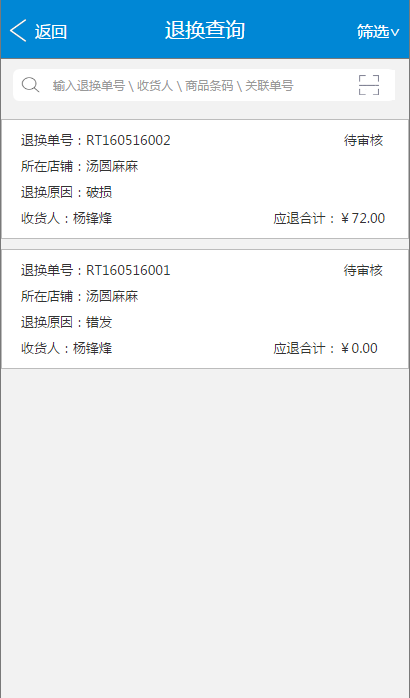 返回 退换查询 筛选
输入退换单号 \ 收货人 \ 商品条码 \ 关联单号
退换单号：RT160516002 待审核
所在店铺：汤圆麻麻
退换原因：破损
收货人：杨锋烽 应退合计：￥72.00
退换单号：RT160516001 待审核
所在店铺：汤圆麻麻
退换原因：错发
收货人：杨锋烽 应退合计：￥0.00